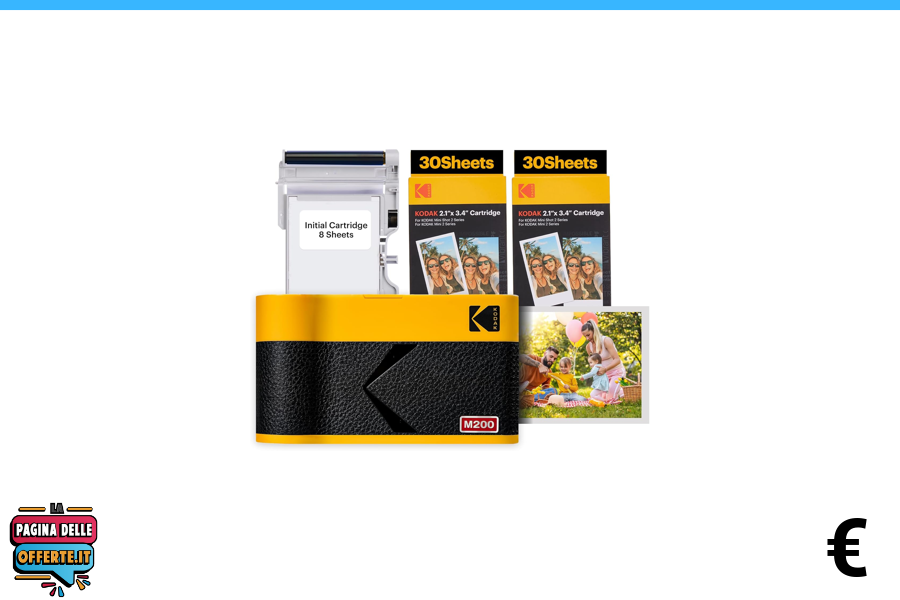 30Sheets
30Sheets
Initial Cartridge
8 Sheets
KODAK 2.1"x 3.4" Cartridge
For KODAK Mini Shot 2 Series
For KODAK Mini 2 Series
KODAK 2.1"x 3.4" Cartridge
For KODAK Mini Shot 2 Series
For KODAK Mini 2 Series
KODAK
M200
LA
PAGINA DELLE
OFFERTE.IT
€